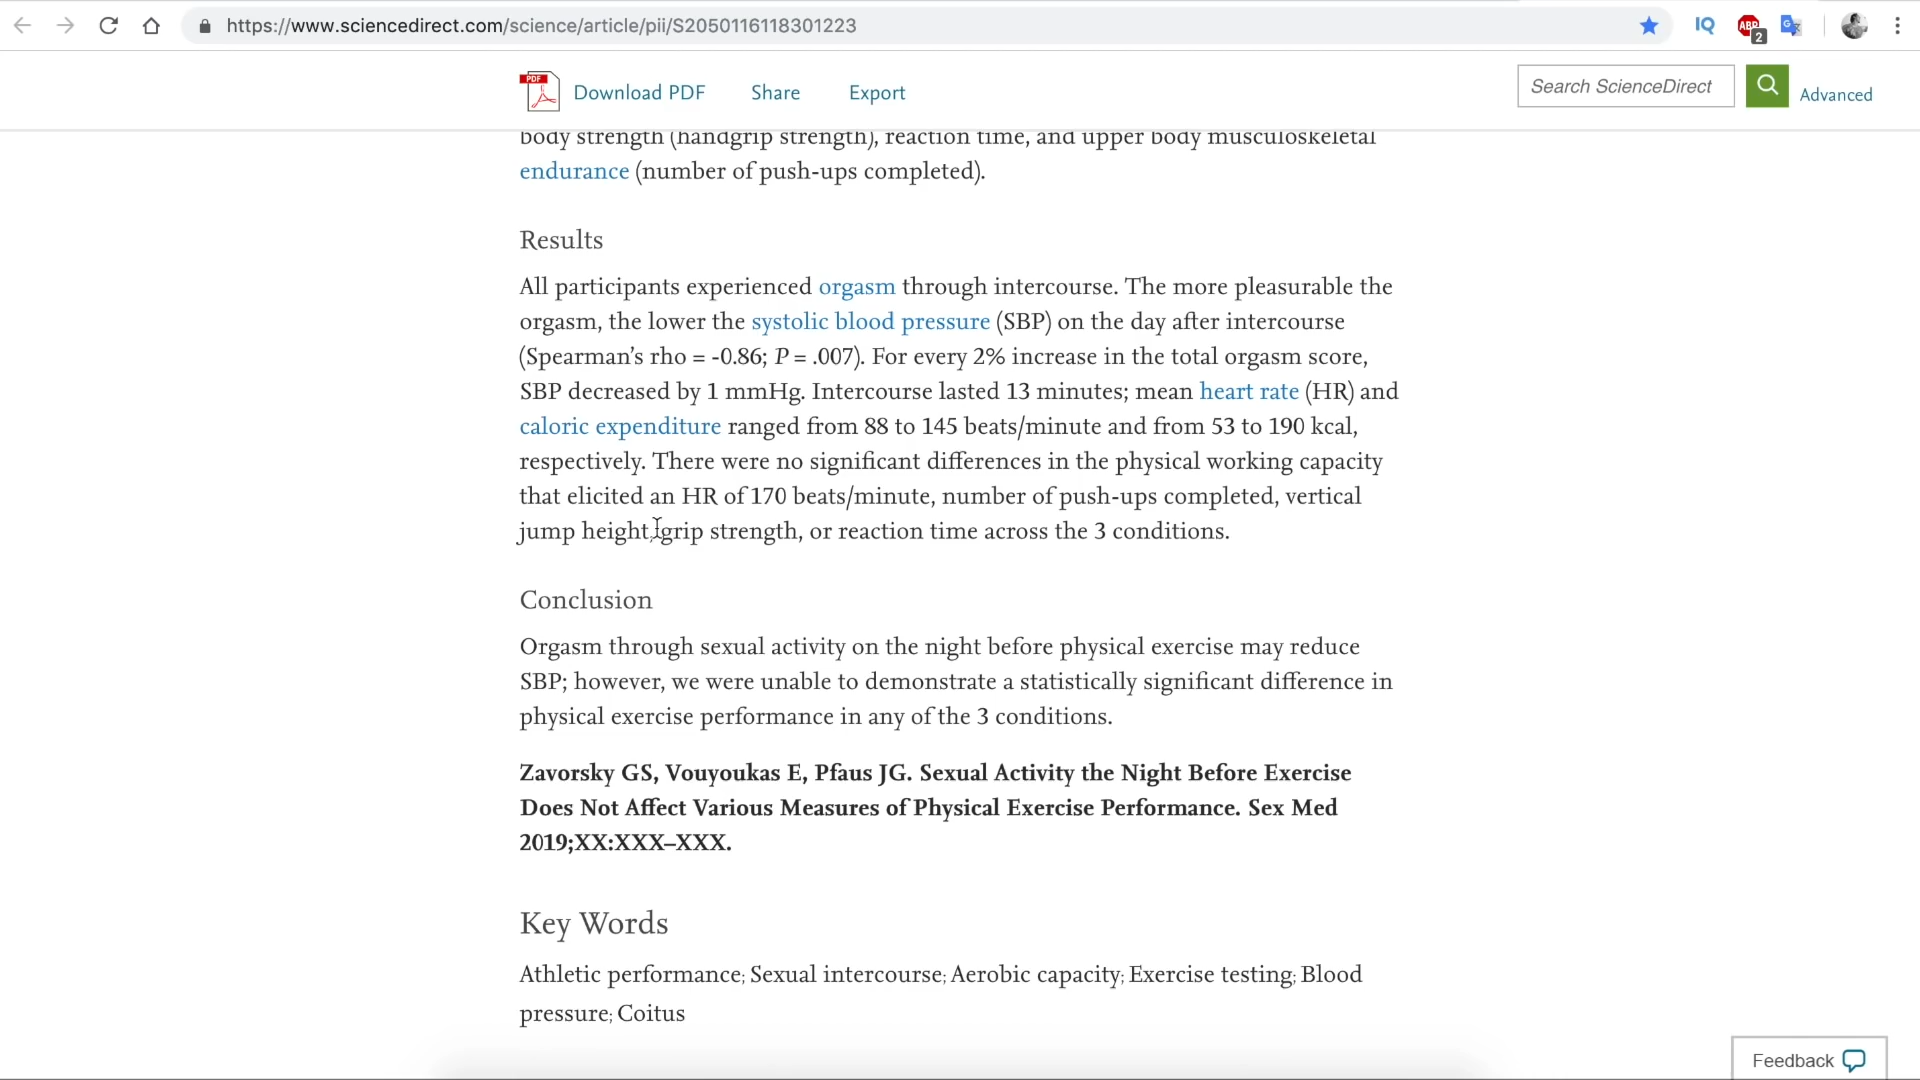 https://www.sciencedirect.com/science/article/pii/S2050116118301223
IQ
ABP
2
G
PDF
Download PDF
Share
Export
Search ScienceDirect
Advanced
body strength (handgrip strength), reaction time, and upper body musculoskeletal
endurance (number of push-ups completed).
Results
All participants experienced orgasm through intercourse. The more pleasurable the
orgasm, the lower the systolic blood pressure (SBP) on the day after intercourse
(Spearman's rho = -0.86; P = .007). For every 2% increase in the total orgasm score,
SBP decreased by 1 mmHg. Intercourse lasted 13 minutes; mean heart rate (HR) and
caloric expenditure ranged from 88 to 145 beats/minute and from 53 to 190 kcal,
respectively. There were no significant differences in the physical working capacity
that elicited an HR of 170 beats/minute, number of push-ups completed, vertical
jump height, grip strength, or reaction time across the 3 conditions.
Conclusion
Orgasm through sexual activity on the night before physical exercise may reduce
SBP; however, we were unable to demonstrate a statistically significant difference in
physical exercise performance in any of the 3 conditions.
Zavorsky GS, Vouyoukas E, Pfaus JG. Sexual Activity the Night Before Exercise
Does Not Affect Various Measures of Physical Exercise Performance. Sex Med
2019;XX:XXX–XXX.
Key Words
Athletic performance; Sexual intercourse; Aerobic capacity; Exercise testing; Blood
pressure; Coitus
Feedback